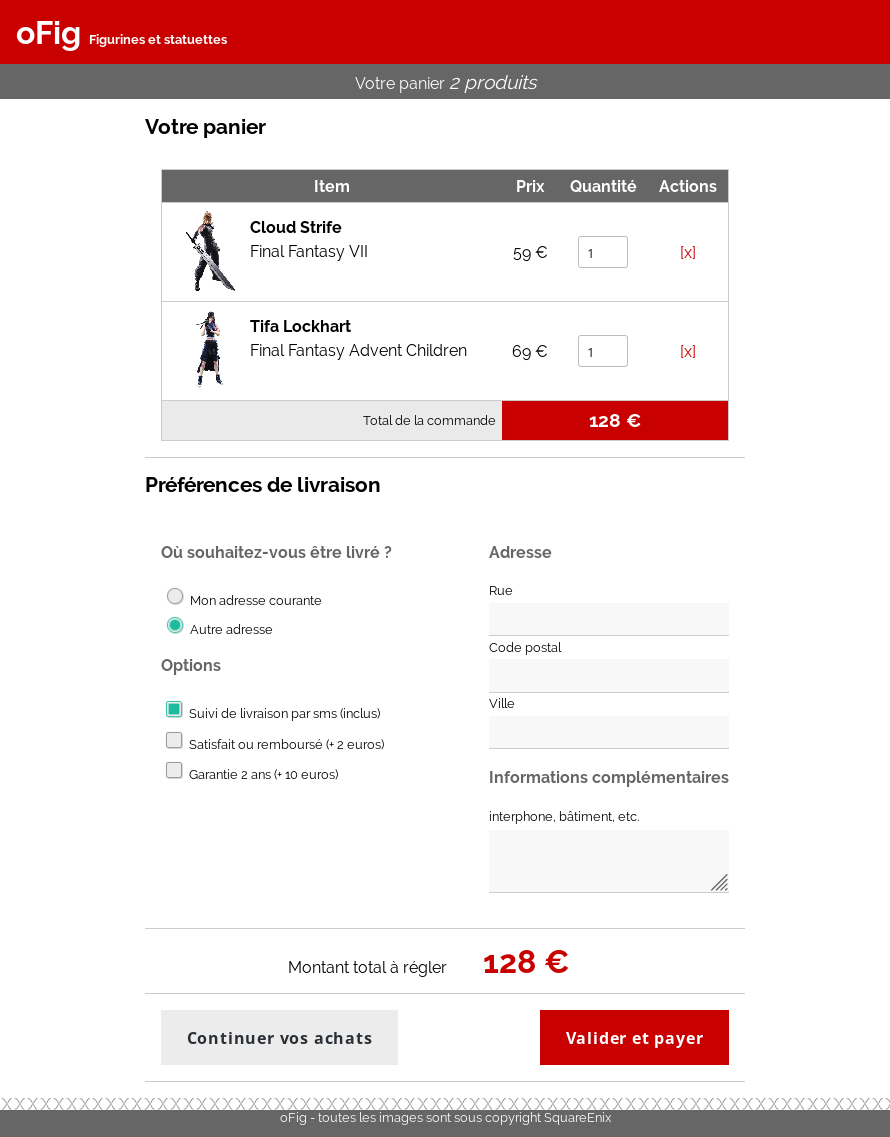 oFig Figurines et statuettes
Votre panier 2 produits
Votre panier
Item Prix Quantité Actions
Cloud Strife
Final Fantasy VII
59 € 1 [x]
Tifa Lockhart
Final Fantasy Advent Children
69 € 1 [x]
Total de la commande 128 €
Préférences de livraison
Où souhaitez-vous être livré ?
Mon adresse courante
Autre adresse
Options
Suivi de livraison par sms (inclus)
Satisfait ou remboursé (+ 2 euros)
Garantie 2 ans (+ 10 euros)
Adresse
Rue
Code postal
Ville
Informations complémentaires
interphone, bâtiment, etc.
Montant total à régler 128 €
Continuer vos achats
Valider et payer
oFig - toutes les images sont sous copyright SquareEnix